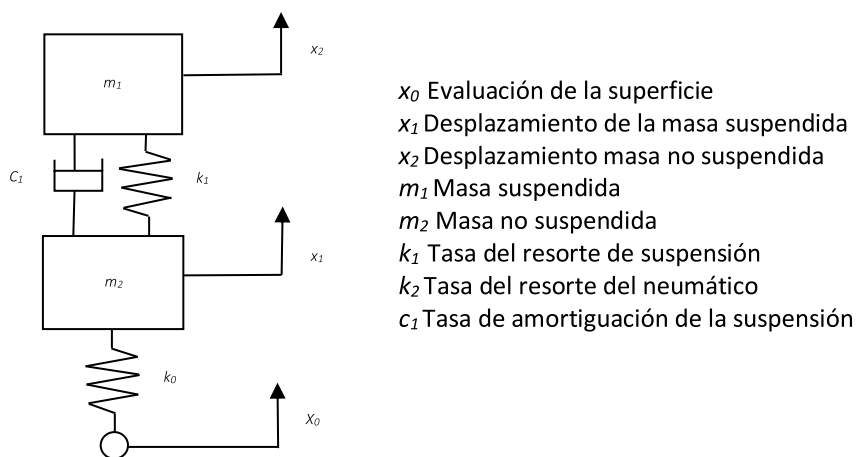 x2
m1
C1
k1
x1
m2
k0
X0
x0 Evaluación de la superficie
x1 Desplazamiento de la masa suspendida
x2 Desplazamiento masa no suspendida
m1 Masa suspendida
m2 Masa no suspendida
k1 Tasa del resorte de suspensión
k2 Tasa del resorte del neumático
c1 Tasa de amortiguación de la suspensión